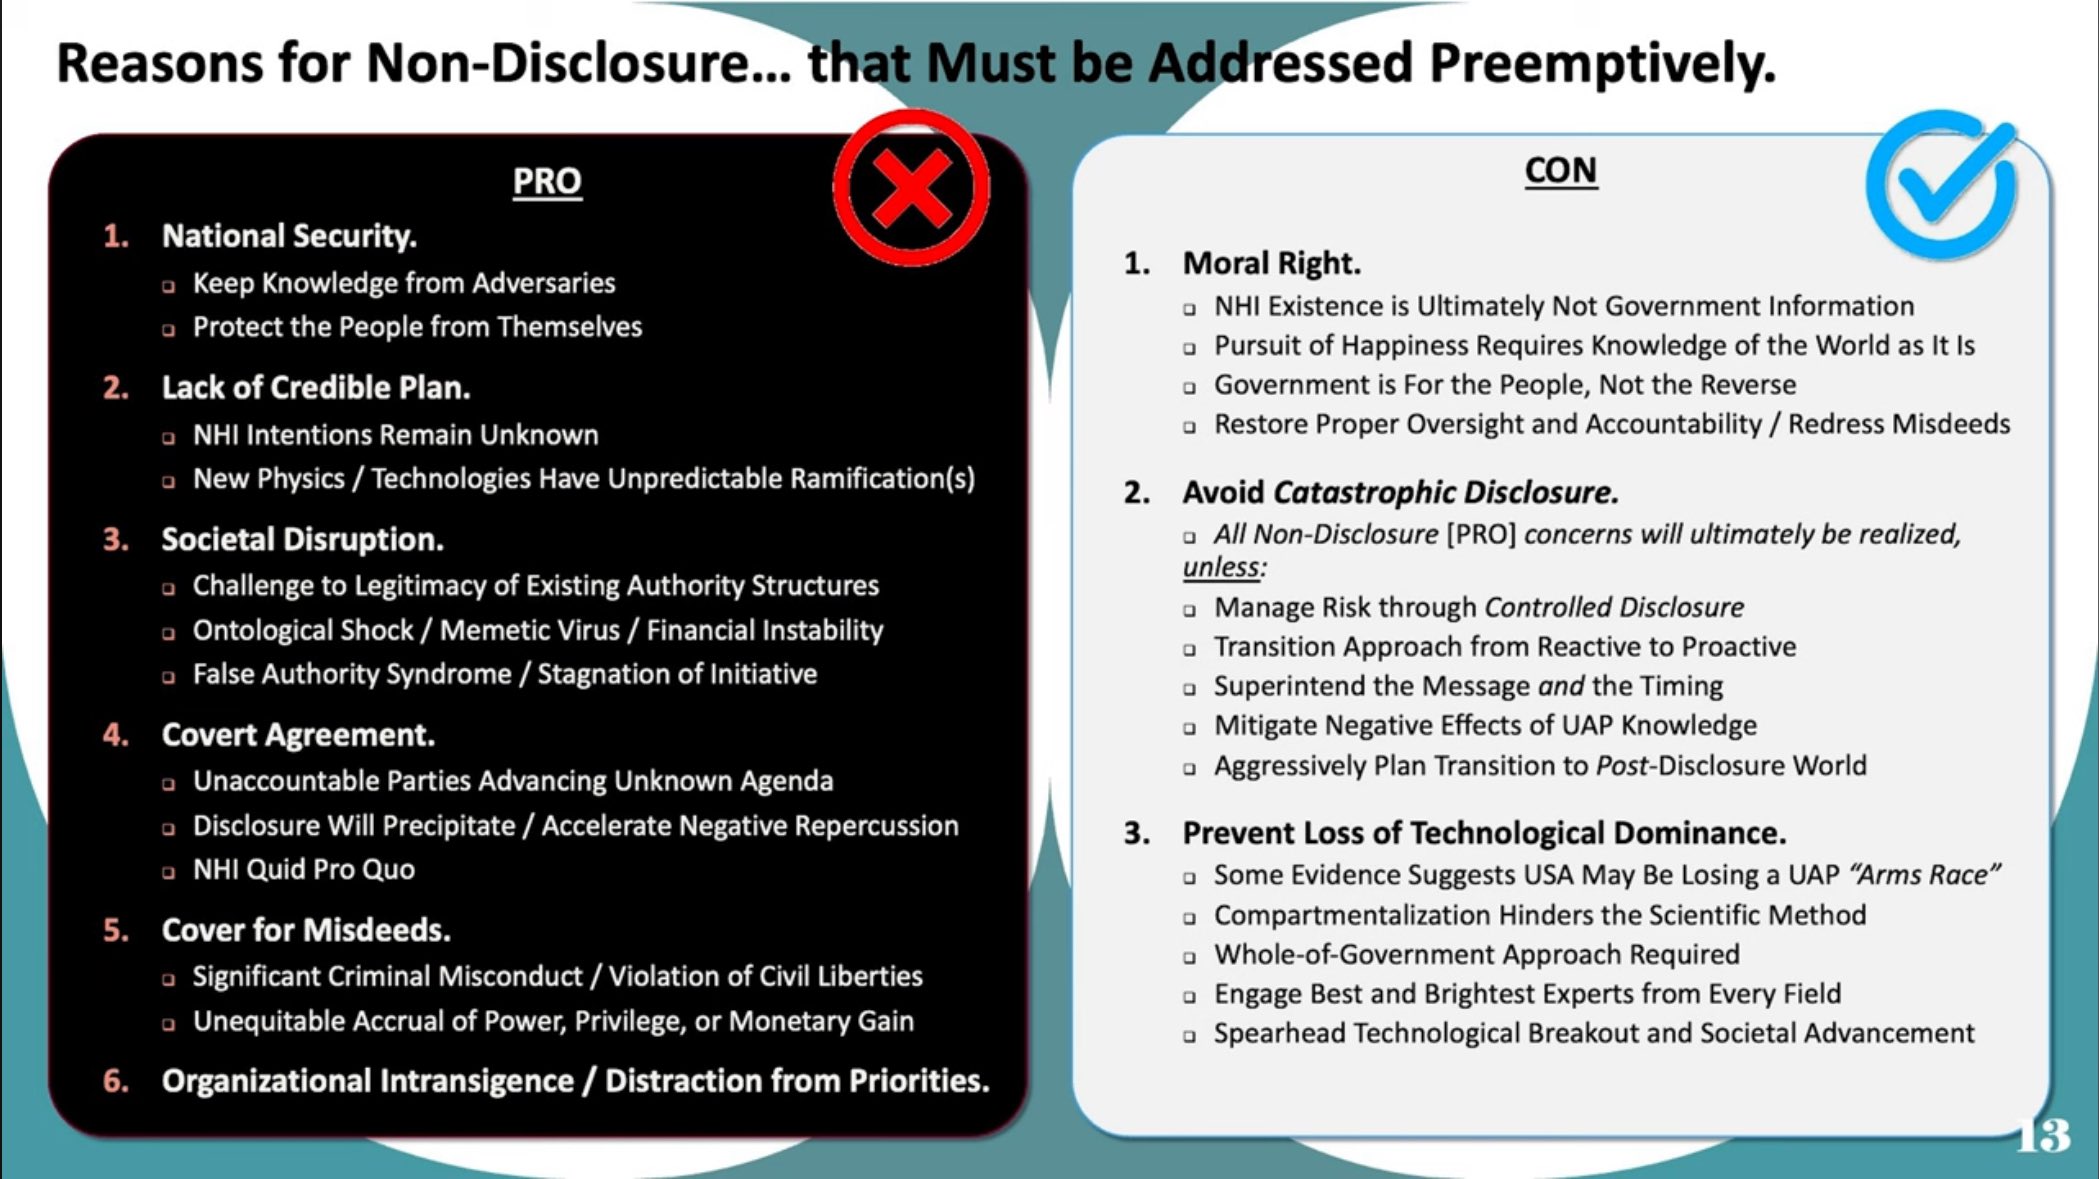 Reasons for Non-Disclosure... that Must be Addressed Preemptively.
PRO
1. National Security.
Keep Knowledge from Adversaries
Protect the People from Themselves
2. Lack of Credible Plan.
NHI Intentions Remain Unknown
New Physics / Technologies Have Unpredictable Ramification(s)
3. Societal Disruption.
Challenge to Legitimacy of Existing Authority Structures
Ontological Shock / Memetic Virus / Financial Instability
False Authority Syndrome / Stagnation of Initiative
4. Covert Agreement.
Unaccountable Parties Advancing Unknown Agenda
Disclosure Will Precipitate / Accelerate Negative Repercussion
NHI Quid Pro Quo
5. Cover for Misdeeds.
Significant Criminal Misconduct / Violation of Civil Liberties
Unequitable Accrual of Power, Privilege, or Monetary Gain
6. Organizational Intransigence / Distraction from Priorities.
CON
1. Moral Right.
NHI Existence is Ultimately Not Government Information
Pursuit of Happiness Requires Knowledge of the World as It Is
Government is For the People, Not the Reverse
Restore Proper Oversight and Accountability / Redress Misdeeds
2. Avoid Catastrophic Disclosure.
All Non-Disclosure [PRO] concerns will ultimately be realized,
unless:
Manage Risk through Controlled Disclosure
Transition Approach from Reactive to Proactive
Superintend the Message and the Timing
Mitigate Negative Effects of UAP Knowledge
Aggressively Plan Transition to Post-Disclosure World
3. Prevent Loss of Technological Dominance.
Some Evidence Suggests USA May Be Losing a UAP “Arms Race”
Compartmentalization Hinders the Scientific Method
Whole-of-Government Approach Required
Engage Best and Brightest Experts from Every Field
Spearhead Technological Breakout and Societal Advancement
13